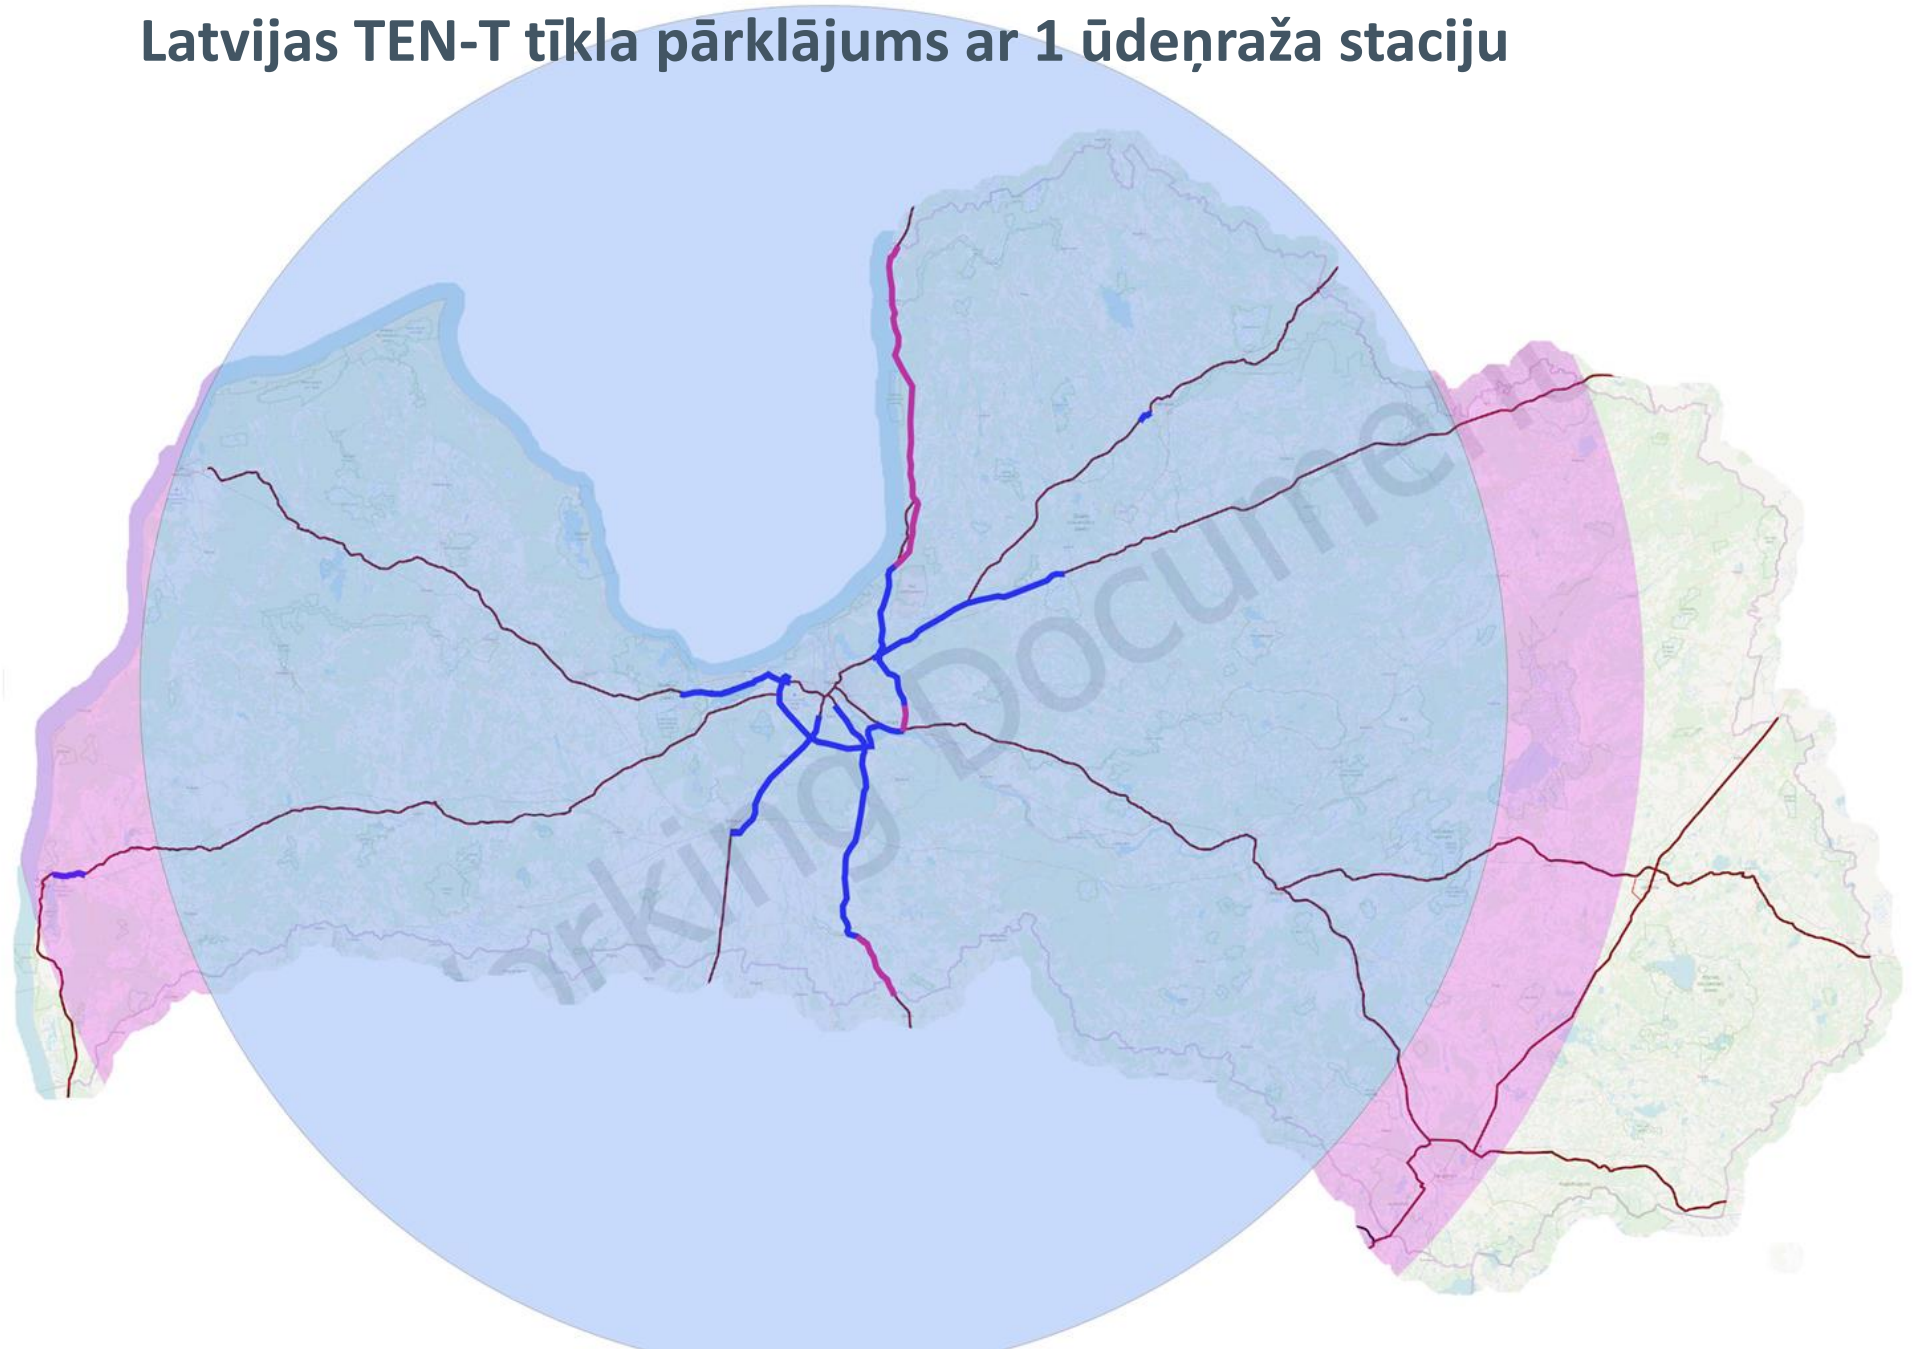 Latvijas TEN-T tīkla pārklājums ar 1 ūdeņraža staciju
orking Document